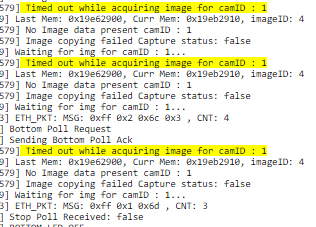 579] Timed out while acquiring image for camID : 1
9] Last Mem: 0x19e62900, Curr Mem: 0x19eb2910, imageID: 4
579] No Image data present camID : 1
579] Image copying failed Capture status: false
9] Waiting for img for camID : 1...
579] Timed out while acquiring image for camID : 1
9] Last Mem: 0x19e62900, Curr Mem: 0x19eb2910, imageID: 4
579] No Image data present camID : 1
579] Image copying failed Capture status: false
9] Waiting for img for camID : 1...
3] ETH_PKT: MSG: 0xff 0x2 0x6c 0x3 , CNT: 4
] Bottom Poll Request
] Sending Bottom Poll Ack
579] Timed out while acquiring image for camID : 1
9] Last Mem: 0x19e62900, Curr Mem: 0x19eb2910, imageID: 4
579] No Image data present camID : 1
579] Image copying failed Capture status: false
9] Waiting for img for camID : 1...
3] ETH_PKT: MSG: 0xff 0x1 0x6d , CNT: 3
] Stop Poll Received: false